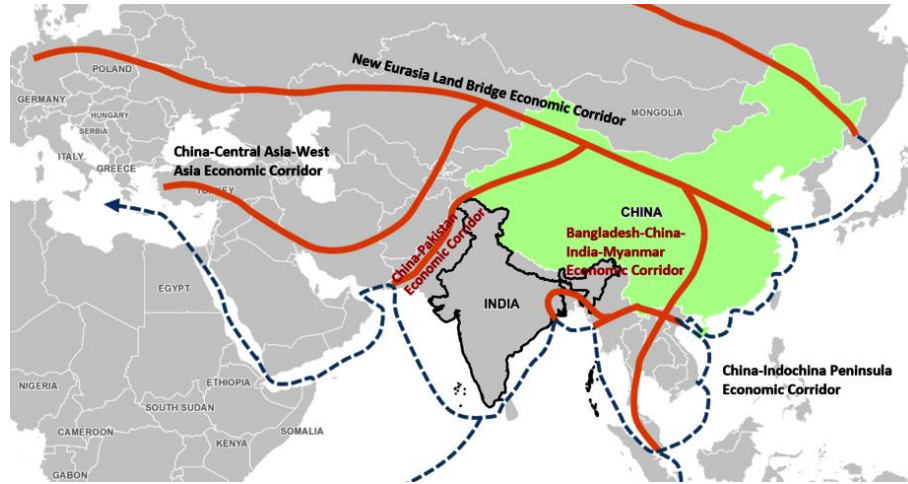 New Eurasia Land Bridge Economic Corridor
POLAND
GERMANY
HUNGARY
SERBIA
ITALY
GREECE
MONGOLIA
China-Central Asia-West
Asia Economic Corridor
TURKEY
China-Pakistan
Economic Corridor
CHINA
Bangladesh-China-
India-Myanmar
Economic Corridor
EGYPT
INDIA
China-Indochina Peninsula
Economic Corridor
NIGERIA
ETHIOPIA
SOUTH SUDAN
CAMEROON
SOMALIA
KENYA
GABON